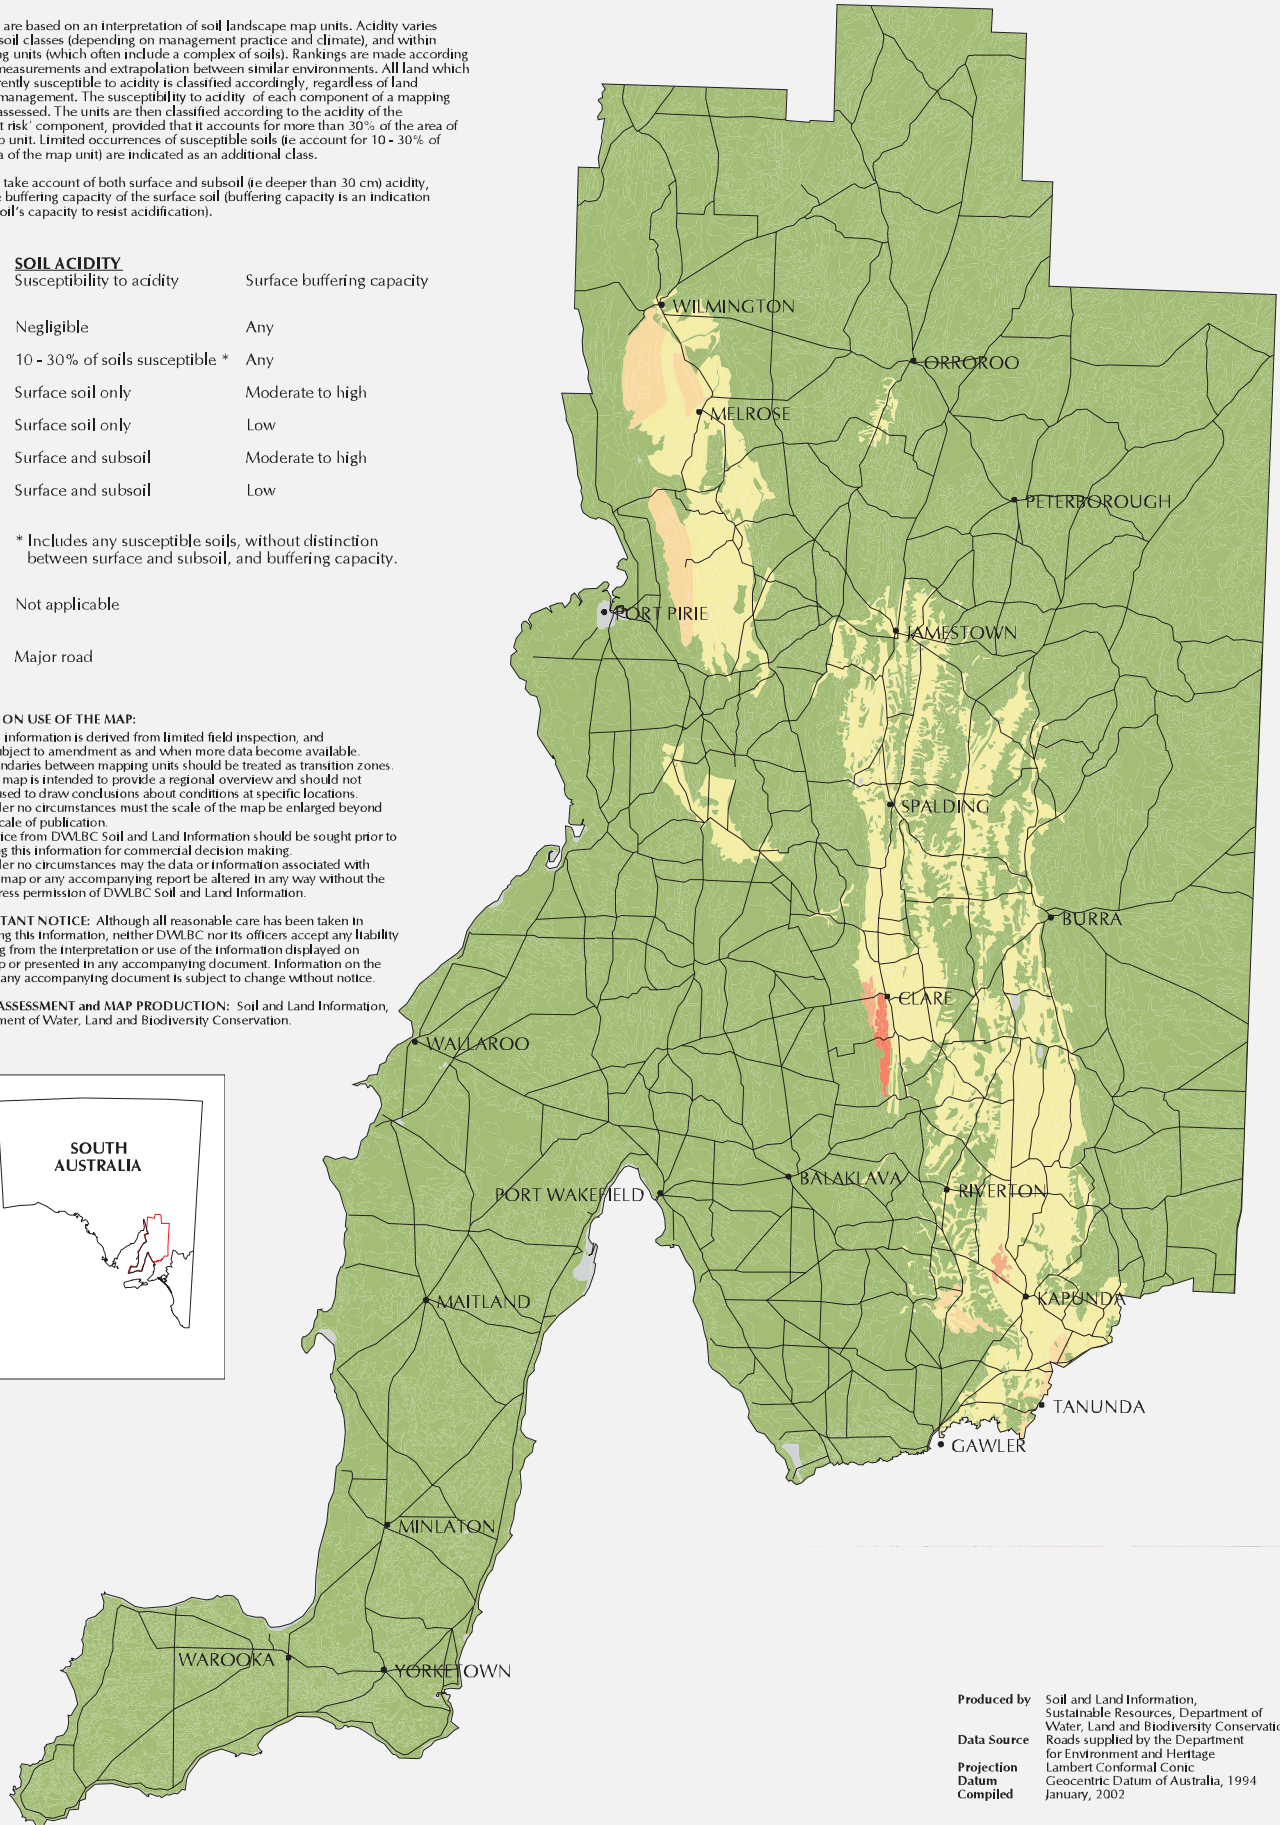 are based on an interpretation of soil landscape map units. Acidity varies
soil classes (depending on management practice and climate), and within
g units (which often include a complex of soils). Rankings are made according
measurements and extrapolation between similar environments. All land which
rently susceptible to acidity is classified accordingly, regardless of land
management. The susceptibility to acidity of each component of a mapping
assessed. The units are then classified according to the acidity of the
t risk' component, provided that it accounts for more than 30% of the area of
p unit. Limited occurrences of susceptible soils (ie account for 10 - 30% of
a of the map unit) are indicated as an additional class.
take account of both surface and subsoil (ie deeper than 30 cm) acidity,
e buffering capacity of the surface soil (buffering capacity is an indication
oil's capacity to resist acidification).
SOIL ACIDITY
Susceptibility to acidity Surface buffering capacity
Negligible Any
10 - 30% of soils susceptible * Any
Surface soil only Moderate to high
Surface soil only Low
Surface and subsoil Moderate to high
Surface and subsoil Low
* Includes any susceptible soils, without distinction
between surface and subsoil, and buffering capacity.
Not applicable
Major road
ON USE OF THE MAP:
information is derived from limited field inspection, and
ubject to amendment as and when more data become available.
undaries between mapping units should be treated as transition zones.
map is intended to provide a regional overview and should not
used to draw conclusions about conditions at specific locations.
der no circumstances must the scale of the map be enlarged beyond
scale of publication.
vice from DWLBC Soil and Land Information should be sought prior to
g this information for commercial decision making.
der no circumstances may the data or information associated with
map or any accompanying report be altered in any way without the
ress permission of DWLBC Soil and Land Information.
TANT NOTICE: Although all reasonable care has been taken in
ng this information, neither DWLBC nor its officers accept any liability
g from the interpretation or use of the information displayed on
p or presented in any accompanying document. Information on the
any accompanying document is subject to change without notice.
ASSESSMENT and MAP PRODUCTION: Soil and Land Information,
ment of Water, Land and Biodiversity Conservation.
SOUTH
AUSTRALIA
WILMINGTON
ORROROO
MELROSE
PETERBOROUGH
PORT PIRIE
JAMESTOWN
SPALDING
BURRA
CLARE
WALLAROO
BALAKLAVA
RIVERTON
PORT WAKEFIELD
KAPUNDA
MAITLAND
TANUNDA
GAWLER
MINLATON
WAROOKA
YORKETOWN
Produced by Soil and Land Information,
Sustainable Resources, Department of
Water, Land and Biodiversity Conservatio
Data Source Roads supplied by the Department
for Environment and Heritage
Projection Lambert Conformal Conic
Datum Geocentric Datum of Australia, 1994
Compiled January, 2002